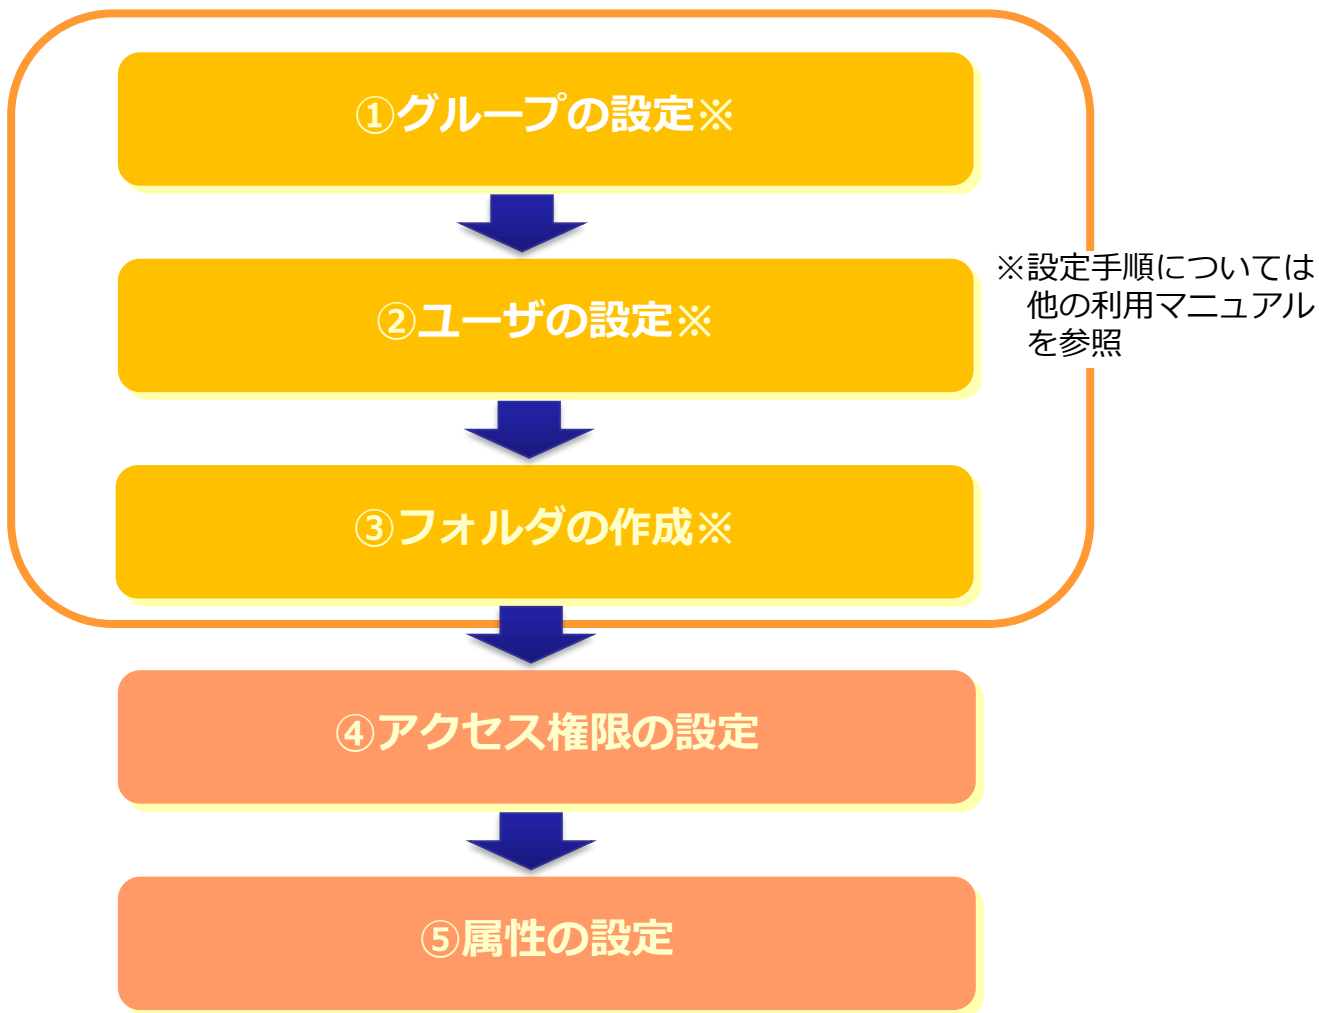 ①グループの設定※
②ユーザの設定※
※設定手順については
他の利用マニュアル
を参照
③フォルダの作成※
④アクセス権限の設定
⑤属性の設定